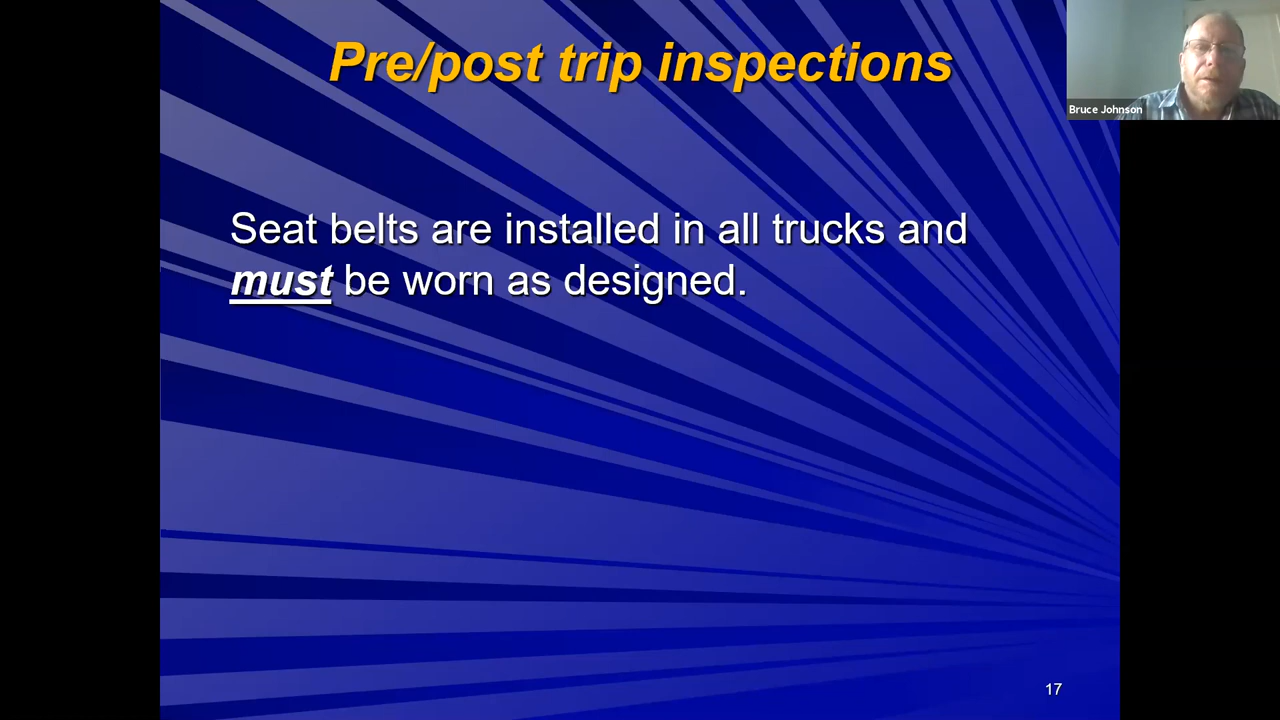 Pre/post trip inspections
Bruce Johnson
Seat belts are installed in all trucks and
must be worn as designed.
17